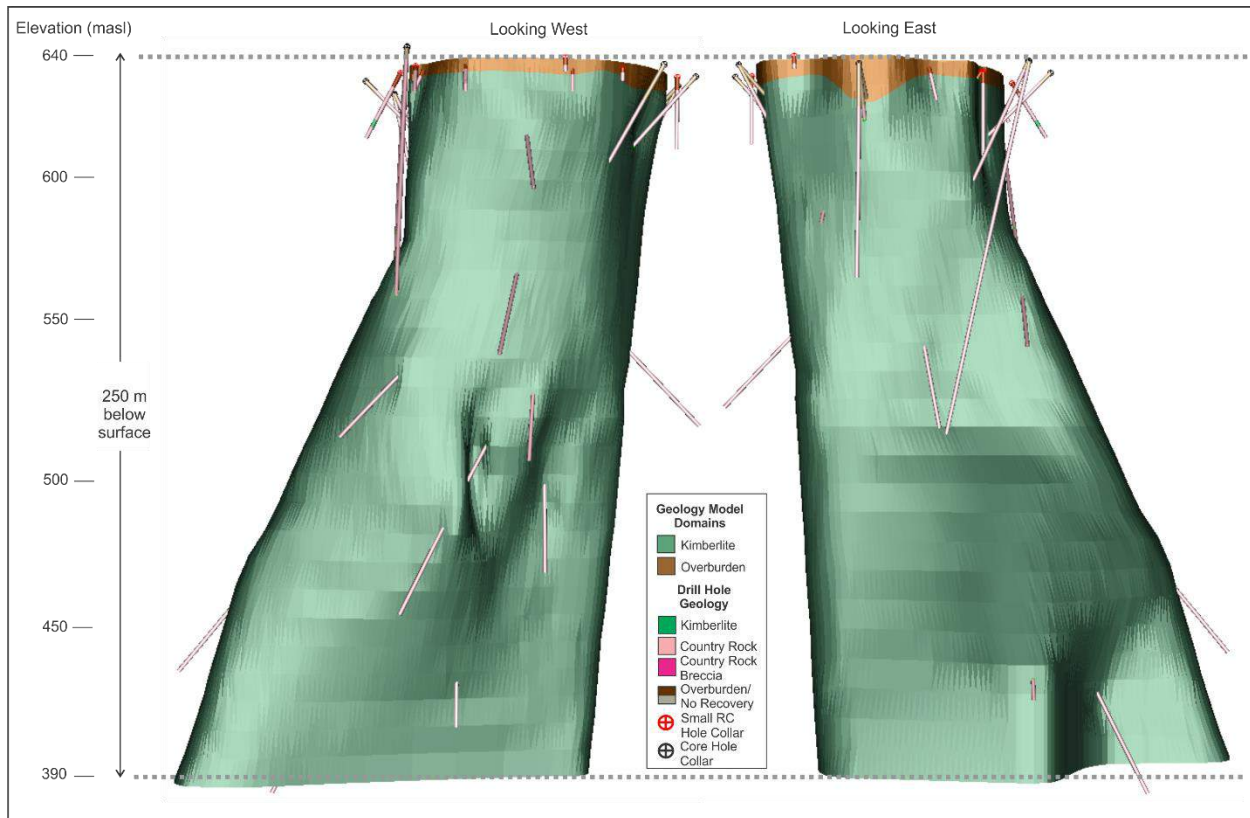 Elevation (masl)
Looking West
Looking East
640
600
550
250 m
below
surface
500
450
390
Geology Model
Domains
Kimberlite
Overburden
Drill Hole
Geology
Kimberlite
Country Rock
Country Rock
Breccia
Overburden/
No Recovery
Small RC
Hole Collar
Core Hole
Collar